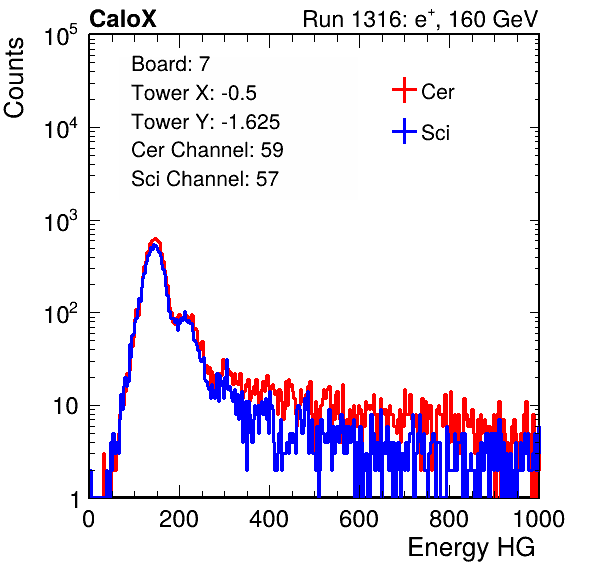 CaloX Run 1316: e⁺, 160 GeV
Counts
Board: 7
Tower X: -0.5
Tower Y: -1.625
Cer Channel: 59
Sci Channel: 57
Cer
Sci
10⁵
10⁴
10³
10²
10
1
0 200 400 600 800 1000
Energy HG